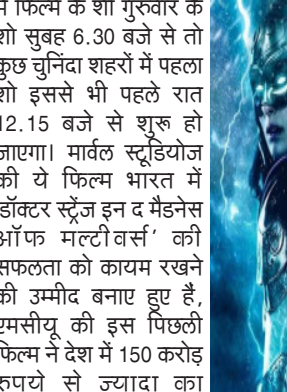 में फिल्म के शो गुरुवार के
शो सुबह 6.30 बजे से तो
कुछ चुनिंदा शहरों में पहला
शो इससे भी पहले रात
12.15 बजे से शुरू हो
जाएगा। मार्वल स्टूडियोज
की ये फिल्म भारत में
डॉक्टर स्ट्रेंज इन द मैडनेस
ऑफ मल्टीवर्स' की
सफलता को कायम रखने
की उम्मीद बनाए हुए हैं,
एमसीयू की इस पिछली
फिल्म ने देश में 150 करोड़
रुपये से ज्यादा का